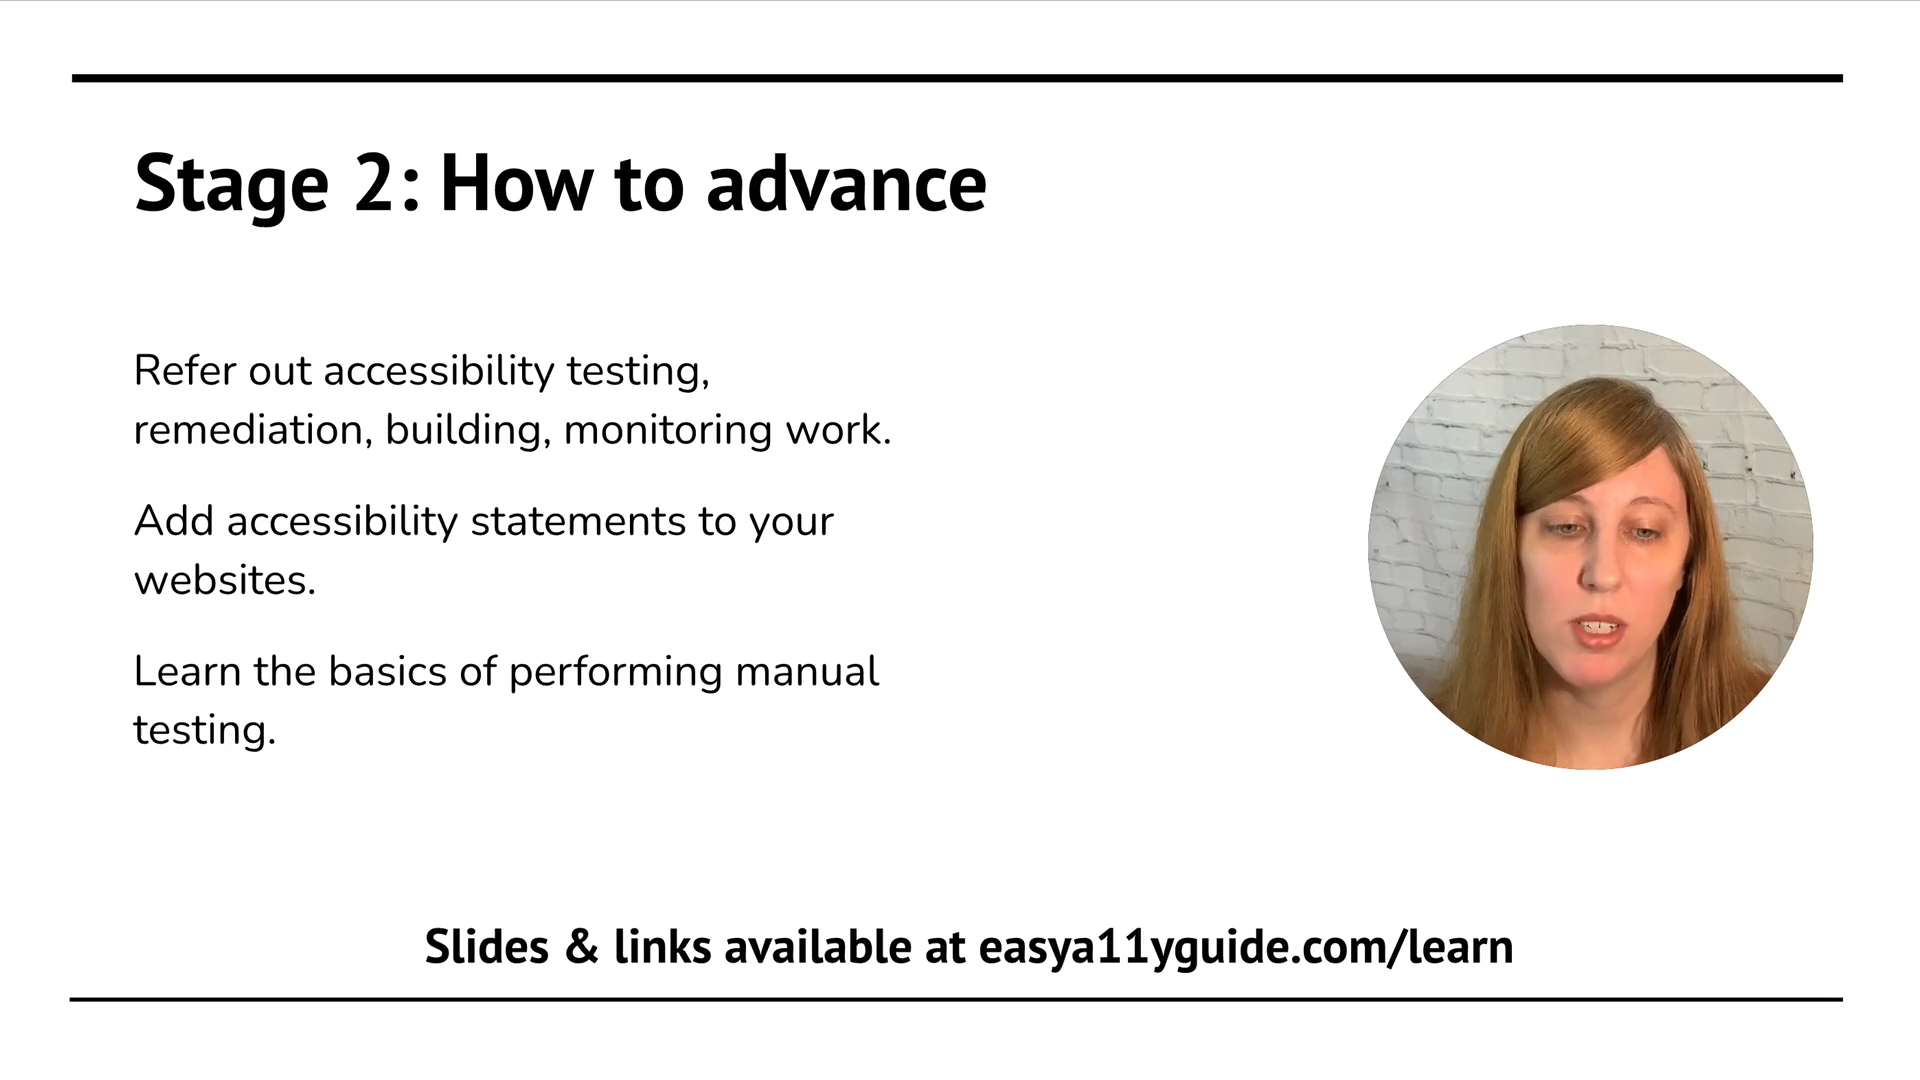 Stage 2: How to advance
Refer out accessibility testing,
remediation, building, monitoring work.
Add accessibility statements to your
websites.
Learn the basics of performing manual
testing.
Slides & links available at easya11yguide.com/learn